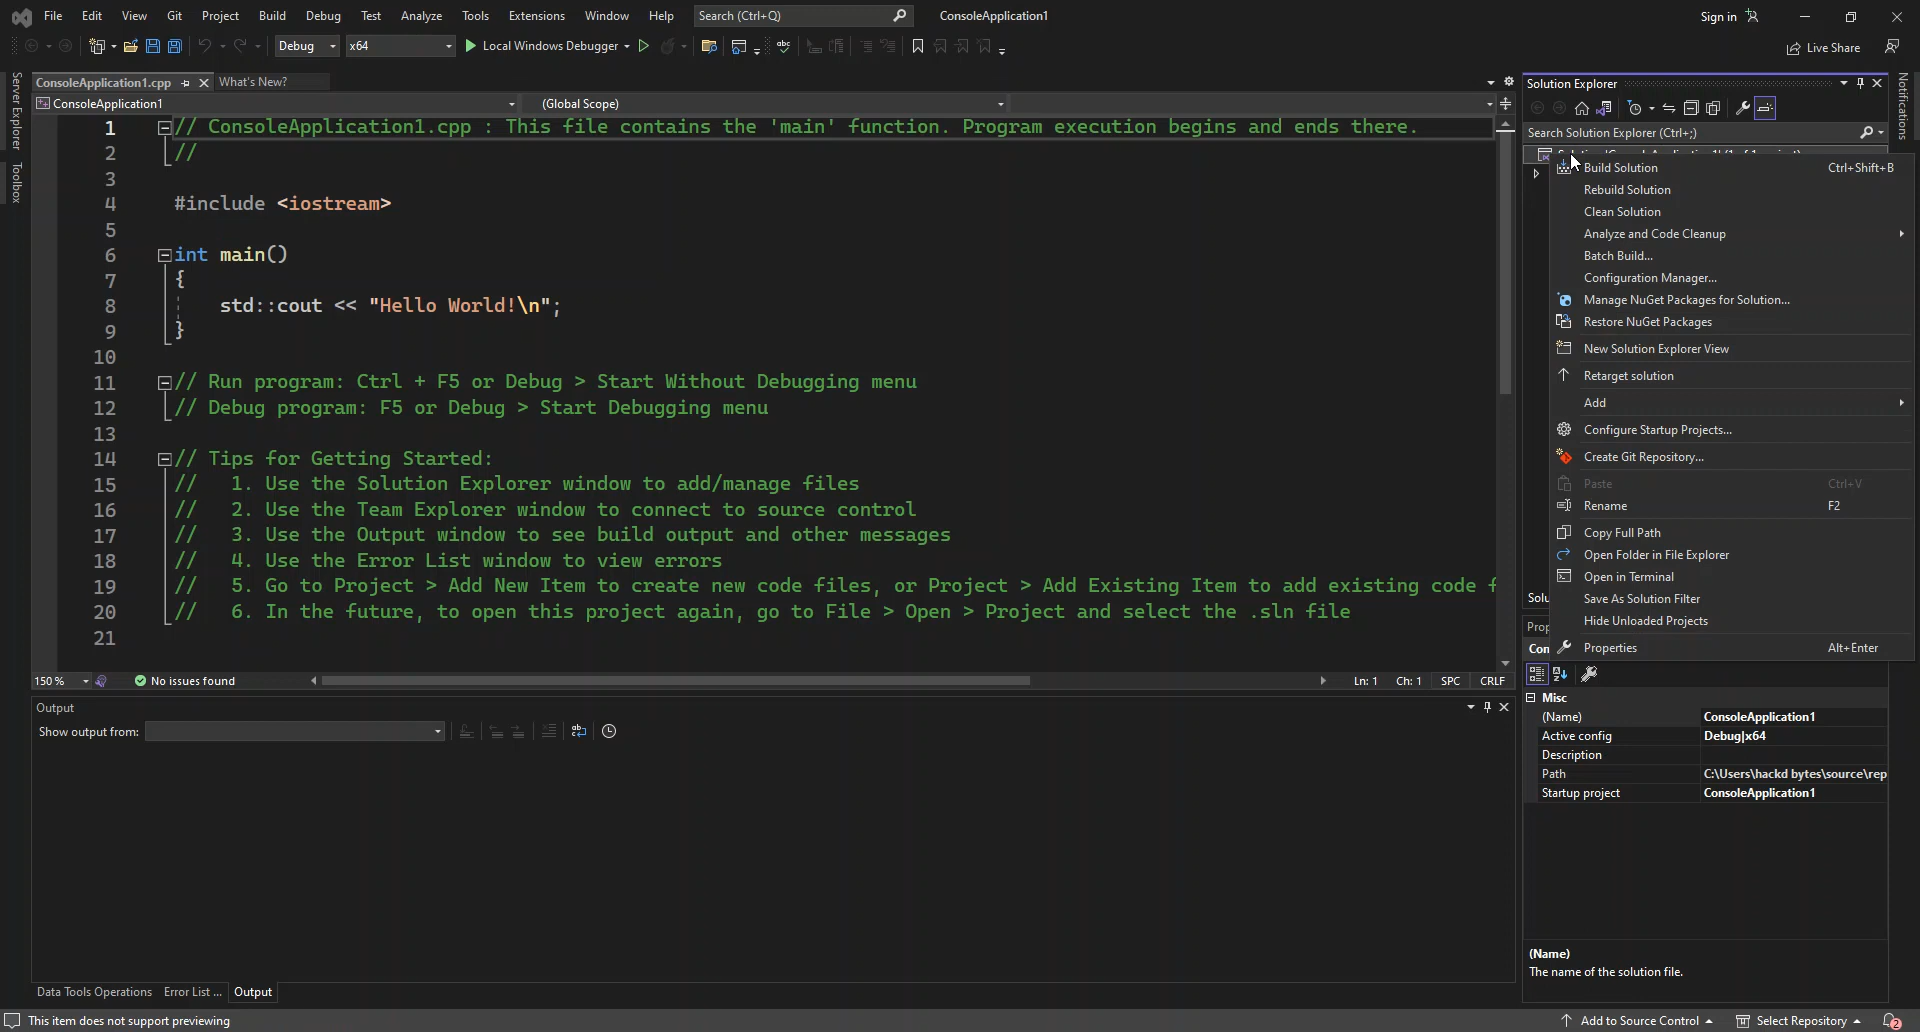 File Edit View Git Project Build Debug Test Analyze Tools Extensions Window Help Search (Ctrl+Q) ConsoleApplication1 Sign in
Debug x64 Local Windows Debugger Live Share
Server Explorer
Toolbox
ConsoleApplication1.cpp What's New?
ConsoleApplication1 (Global Scope)
1 // ConsoleApplication1.cpp : This file contains the 'main' function. Program execution begins and ends there.
2 //
3
4 #include <iostream>
5
6 int main()
7 {
8 std::cout << "Hello World!\n";
9 }
10
11 // Run program: Ctrl + F5 or Debug > Start Without Debugging menu
12 // Debug program: F5 or Debug > Start Debugging menu
13
14 // Tips for Getting Started:
15 // 1. Use the Solution Explorer window to add/manage files
16 // 2. Use the Team Explorer window to connect to source control
17 // 3. Use the Output window to see build output and other messages
18 // 4. Use the Error List window to view errors
19 // 5. Go to Project > Add New Item to create new code files, or Project > Add Existing Item to add existing code f
20 // 6. In the future, to open this project again, go to File > Open > Project and select the .sln file
21
150 % No issues found Ln: 1 Ch: 1 SPC CRLF
Output
Show output from:
Data Tools Operations Error List ... Output
Solution Explorer
Notifications
Search Solution Explorer (Ctrl+;)
Build Solution Ctrl+Shift+B
Rebuild Solution
Clean Solution
Analyze and Code Cleanup
Batch Build...
Configuration Manager...
Manage NuGet Packages for Solution...
Restore NuGet Packages
New Solution Explorer View
Retarget solution
Add
Configure Startup Projects...
Create Git Repository...
Paste Ctrl+V
Rename F2
Copy Full Path
Open Folder in File Explorer
Open in Terminal
Save As Solution Filter
Hide Unloaded Projects
Properties Alt+Enter
Solu
Prop
Con
Misc
(Name) ConsoleApplication1
Active config Debug|x64
Description
Path C:\Users\hackd bytes\source\rep
Startup project ConsoleApplication1
(Name)
The name of the solution file.
This item does not support previewing Add to Source Control Select Repository 2